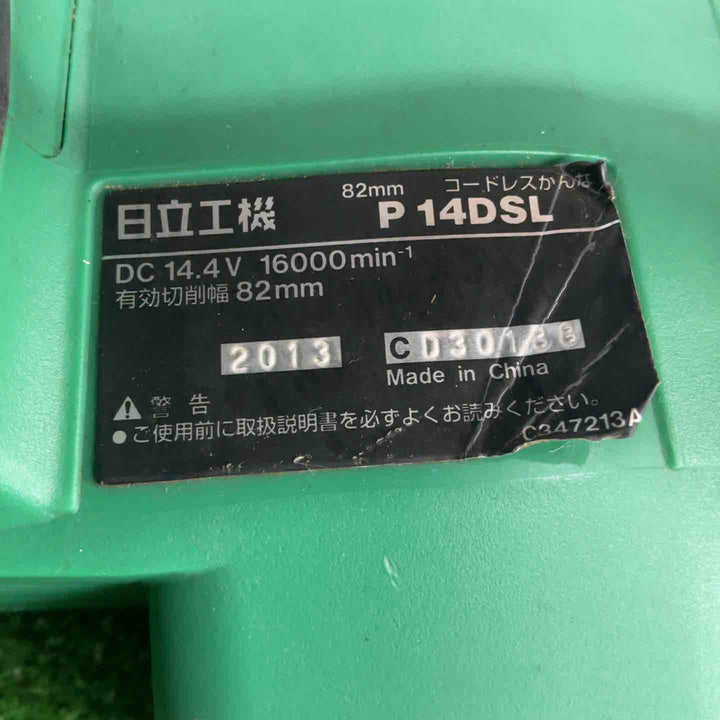 82mm コードレスかんな
日立工機 P 14DSL
DC 14.4V 16000min⁻¹
有効切削幅 82mm
2013 C D30138
Made in China
⚠ 警告
●ご使用前に取扱説明書を必ずよくお読みください。
C347213A